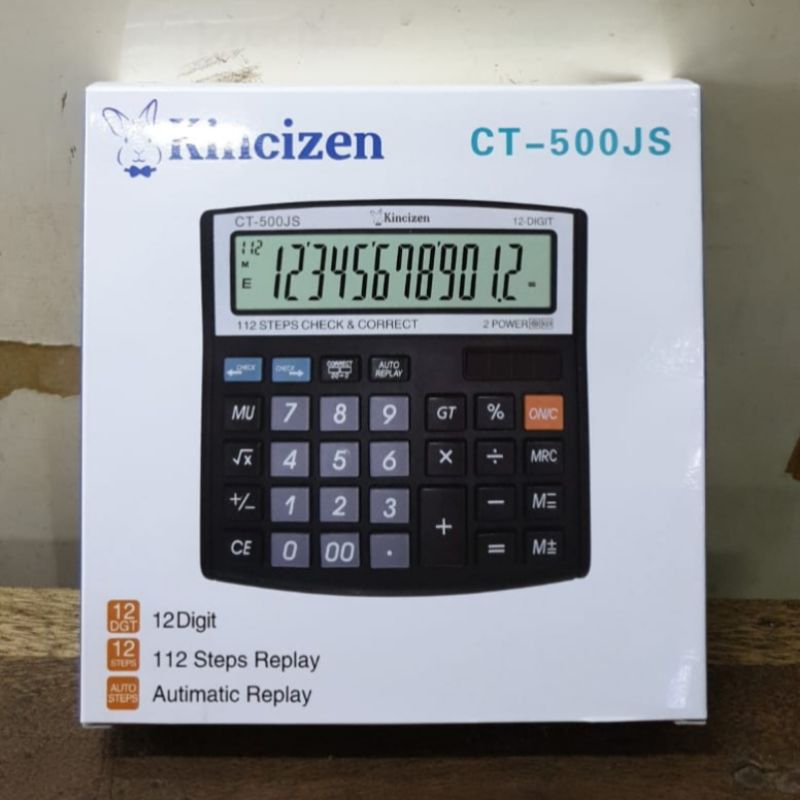 Kincizen
CT-500JS
CT-500JS Kincizen 12-DIGIT
112
M
E
123456789012
=
112 STEPS CHECK & CORRECT 2 POWER
CHECK CHECK CORRECT AUTO REPLAY
MU 7 8 9 GT % ON/C
√x 4 5 6 × ÷ MRC
+/− 1 2 3 + − M=
CE 0 00 . = M±
12 DGT 12Digit
12 STEPS 112 Steps Replay
AUTO STEPS Autimatic Replay